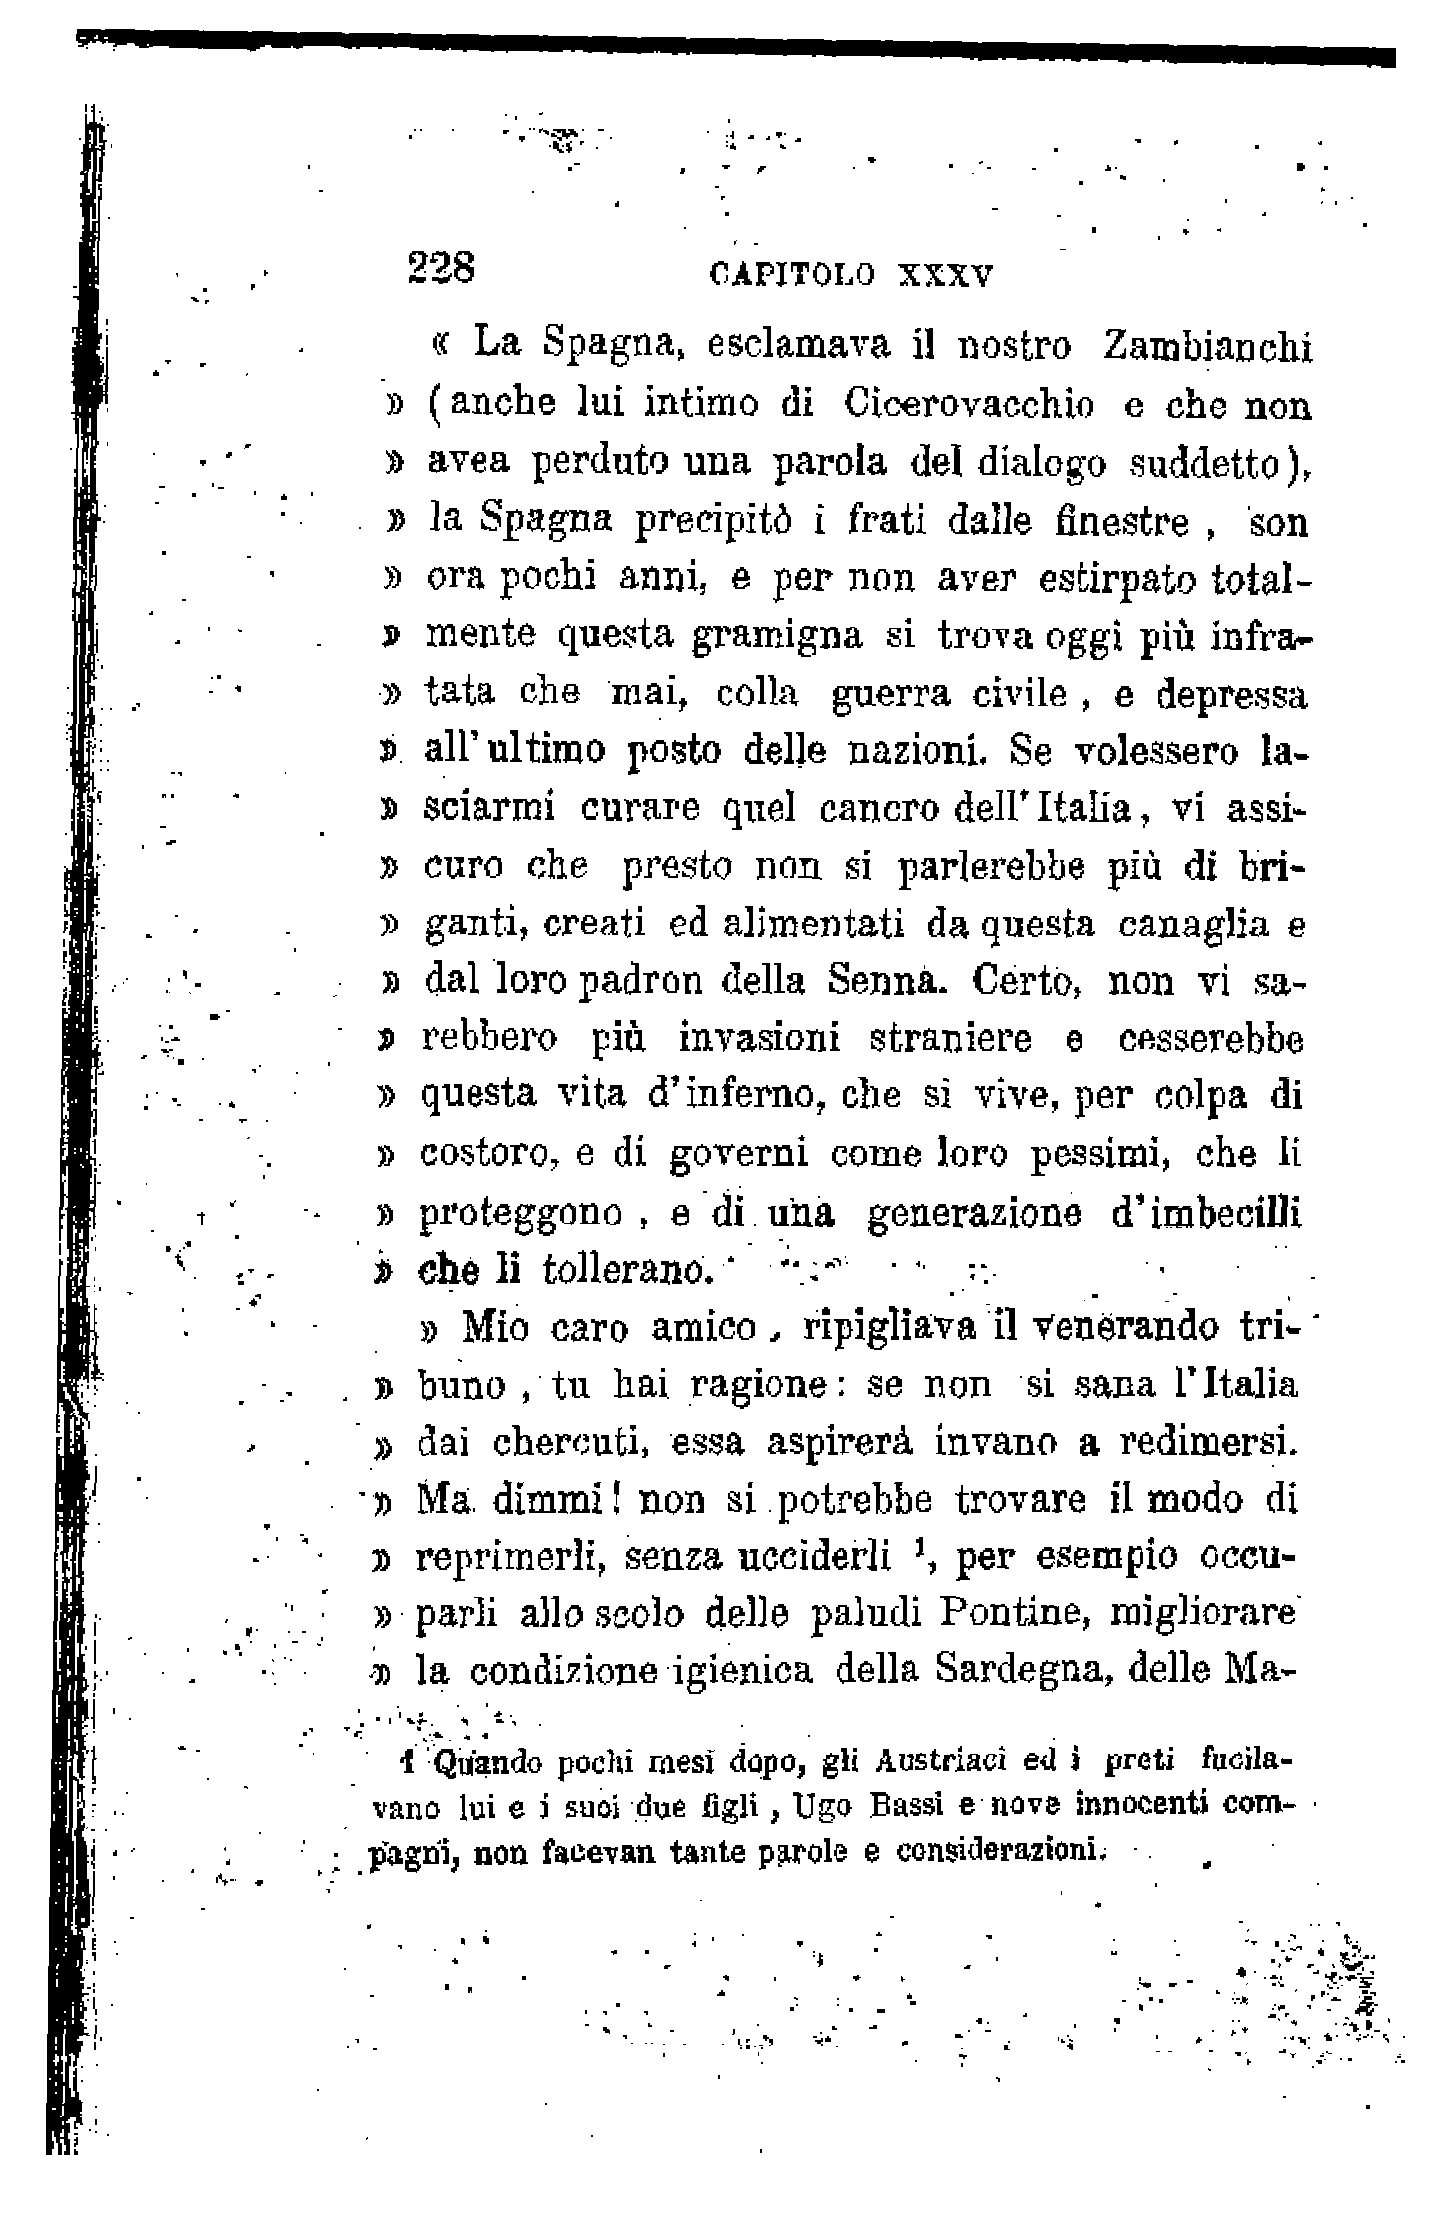 228 CAPITOLO XXXV
« La Spagna, esclamava il nostro Zambianchi
» (anche lui intimo di Cicerovacchio e che non
» avea perduto una parola del dialogo suddetto),
» la Spagna precipitò i frati dalle finestre , son
» ora pochi anni, e per non aver estirpato total-
» mente questa gramigna si trova oggi più infra-
» tata che mai, colla guerra civile , e depressa
» all'ultimo posto delle nazioni. Se volessero la-
» sciarmi curare quel cancro dell'Italia, vi assi-
» curo che presto non si parlerebbe più di bri-
» ganti, creati ed alimentati da questa canaglia e
» dal loro padron della Senna. Certo, non vi sa-
» rebbero più invasioni straniere e cesserebbe
» questa vita d'inferno, che si vive, per colpa di
» costoro, e di governi come loro pessimi, che li
» proteggono , e di una generazione d'imbecilli
» che li tollerano.
» Mio caro amico , ripigliava il venerando tri-
» buno , tu hai ragione: se non si sana l'Italia
» dai chercuti, essa aspirerà invano a redimersi.
» Ma dimmi! non si potrebbe trovare il modo di
» reprimerli, senza ucciderli ¹, per esempio occu-
» parli allo scolo delle paludi Pontine, migliorare
» la condizione igienica della Sardegna, delle Ma-
1 Quando pochi mesi dopo, gli Austriaci ed i preti fucila-
vano lui e i suoi due figli , Ugo Bassi e nove innocenti com-
pagni, non facevan tante parole e considerazioni.